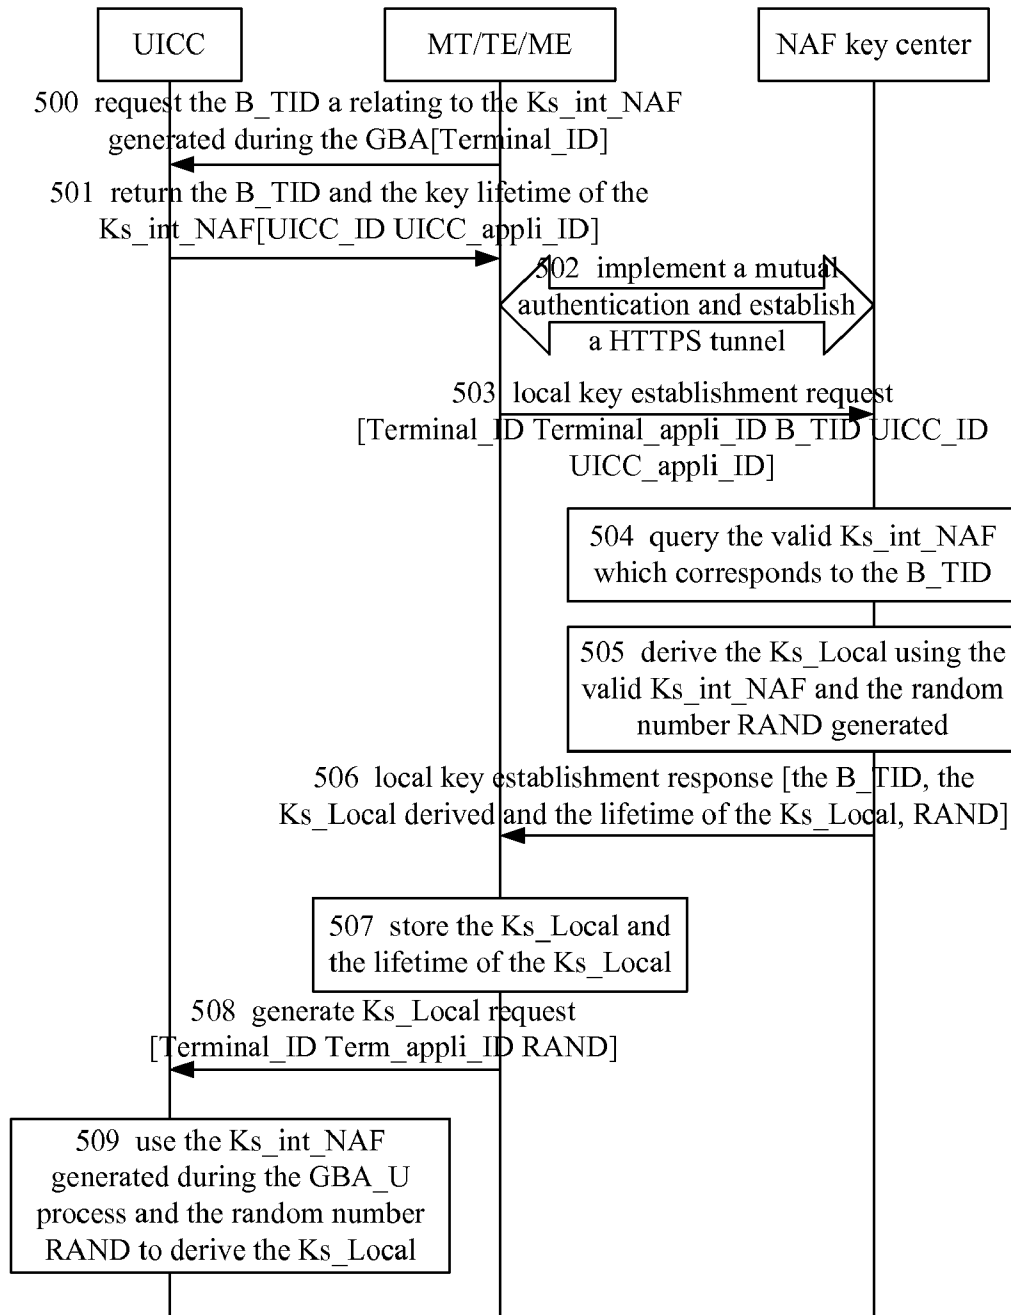 UICC
MT/TE/ME
NAF key center
500 request the B_TID a relating to the Ks_int_NAF
generated during the GBA[Terminal_ID]
501 return the B_TID and the key lifetime of the
Ks_int_NAF[UICC_ID UICC_appli_ID]
502 implement a mutual
authentication and establish
a HTTPS tunnel
503 local key establishment request
[Terminal_ID Terminal_appli_ID B_TID UICC_ID
UICC_appli_ID]
504 query the valid Ks_int_NAF
which corresponds to the B_TID
505 derive the Ks_Local using the
valid Ks_int_NAF and the random
number RAND generated
506 local key establishment response [the B_TID, the
Ks_Local derived and the lifetime of the Ks_Local, RAND]
507 store the Ks_Local and
the lifetime of the Ks_Local
508 generate Ks_Local request
[Terminal_ID Term_appli_ID RAND]
509 use the Ks_int_NAF
generated during the GBA_U
process and the random number
RAND to derive the Ks_Local